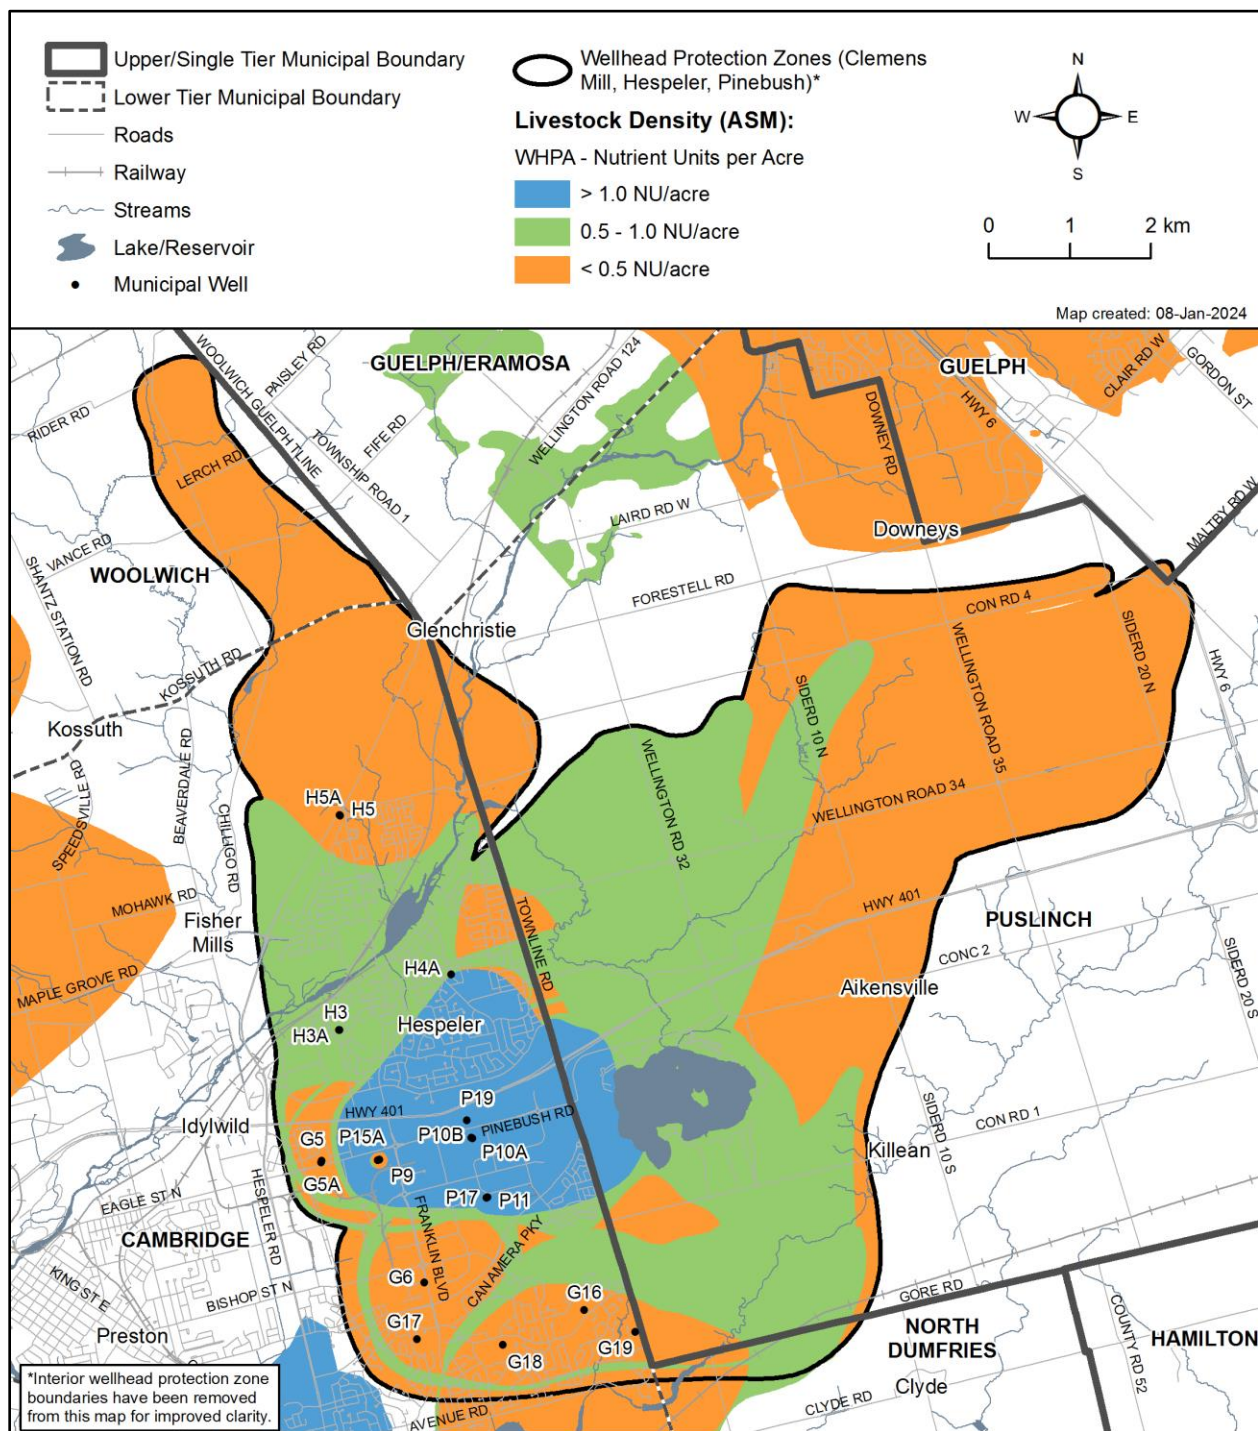 Upper/Single Tier Municipal Boundary
Lower Tier Municipal Boundary
Roads
Railway
Streams
Lake/Reservoir
Municipal Well
Wellhead Protection Zones (Clemens
Mill, Hespeler, Pinebush)*
Livestock Density (ASM):
WHPA - Nutrient Units per Acre
> 1.0 NU/acre
0.5 - 1.0 NU/acre
< 0.5 NU/acre
N
W
E
S
0
1
2 km
Map created: 08-Jan-2024
WOOLWICH GUELPH TLINE
PAISLEY RD
GUELPH/ERAMOSA
WELLINGTON ROAD 124
GUELPH
CLAIR RD W
GORDON ST
HWY 6
DOWNEY RD
RIDER RD
LERCH RD
FIFE RD
TOWNSHIP ROAD 1
LAIRD RD W
Downeys
MALTBY RD W
VANCE RD
WOOLWICH
SHANTZ STATION RD
FORESTELL RD
CON RD 4
Glenchristie
KOSSUTH RD
Kossuth
SIDERD 10 N
WELLINGTON ROAD 35
SIDERD 20 N
HWY 6
BEAVERDALE RD
SPEEDSVILLE RD
CHILLIGO RD
H5A
H5
WELLINGTON RD 32
WELLINGTON ROAD 34
MOHAWK RD
Fisher
Mills
TOWNLINE RD
HWY 401
PUSLINCH
CONC 2
MAPLE GROVE RD
H4A
Aikensville
SIDERD 20 S
H3
H3A
Hespeler
HWY 401
P19
PINEBUSH RD
Idylwild
G5
P15A
P10B
P10A
CON RD 1
SIDERD 10 S
Killean
G5A
P9
P17
P11
EAGLE ST N
HESPELER RD
FRANKLIN BLVD
CAN AMERA PKY
CAMBRIDGE
G6
BISHOP ST N
KING ST E
G16
GORE RD
Preston
G17
G18
G19
NORTH
DUMFRIES
COUNTY RD 52
HAMILTON
Clyde
CLYDE RD
AVENUE RD
*Interior wellhead protection zone
boundaries have been removed
from this map for improved clarity.